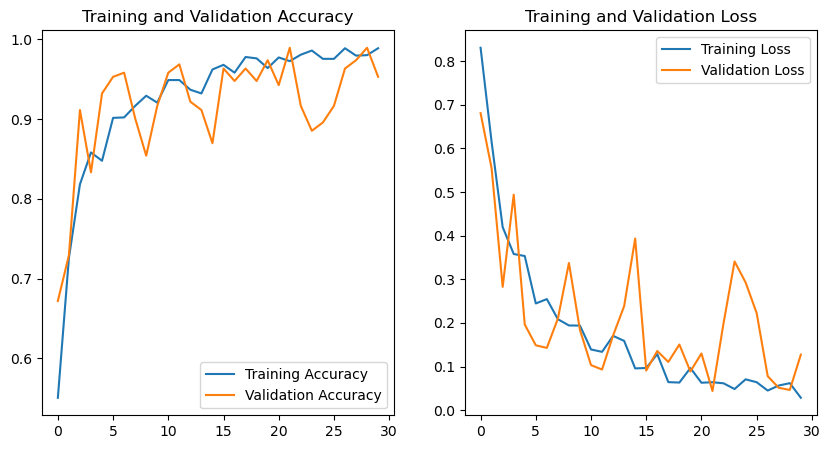 Training and Validation Accuracy
1.0
0.9
0.8
0.7
0.6
0 5 10 15 20 25 30
Training Accuracy
Validation Accuracy
Training and Validation Loss
0.8
0.7
0.6
0.5
0.4
0.3
0.2
0.1
0.0
0 5 10 15 20 25 30
Training Loss
Validation Loss